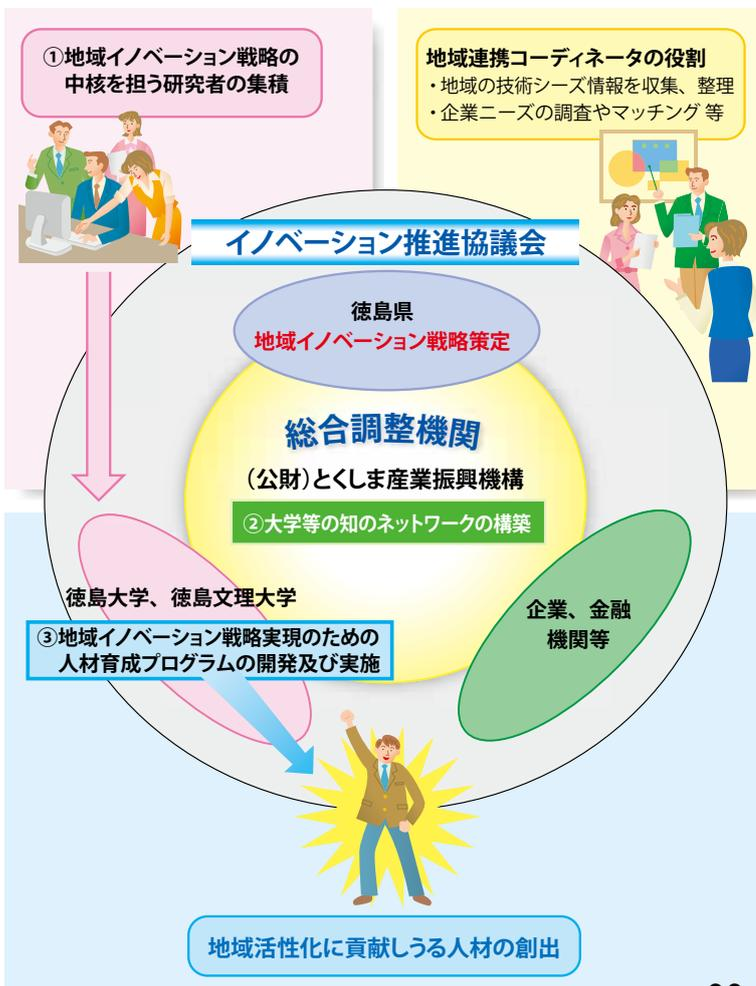 ①地域イノベーション戦略の
中核を担う研究者の集積
地域連携コーディネータの役割
・地域の技術シーズ情報を収集、整理
・企業ニーズの調査やマッチング 等
イノベーション推進協議会
徳島県
地域イノベーション戦略策定
総合調整機関
（公財）とくしま産業振興機構
②大学等の知のネットワークの構築
徳島大学、徳島文理大学
③地域イノベーション戦略実現のための
人材育成プログラムの開発及び実施
企業、金融
機関等
地域活性化に貢献しうる人材の創出